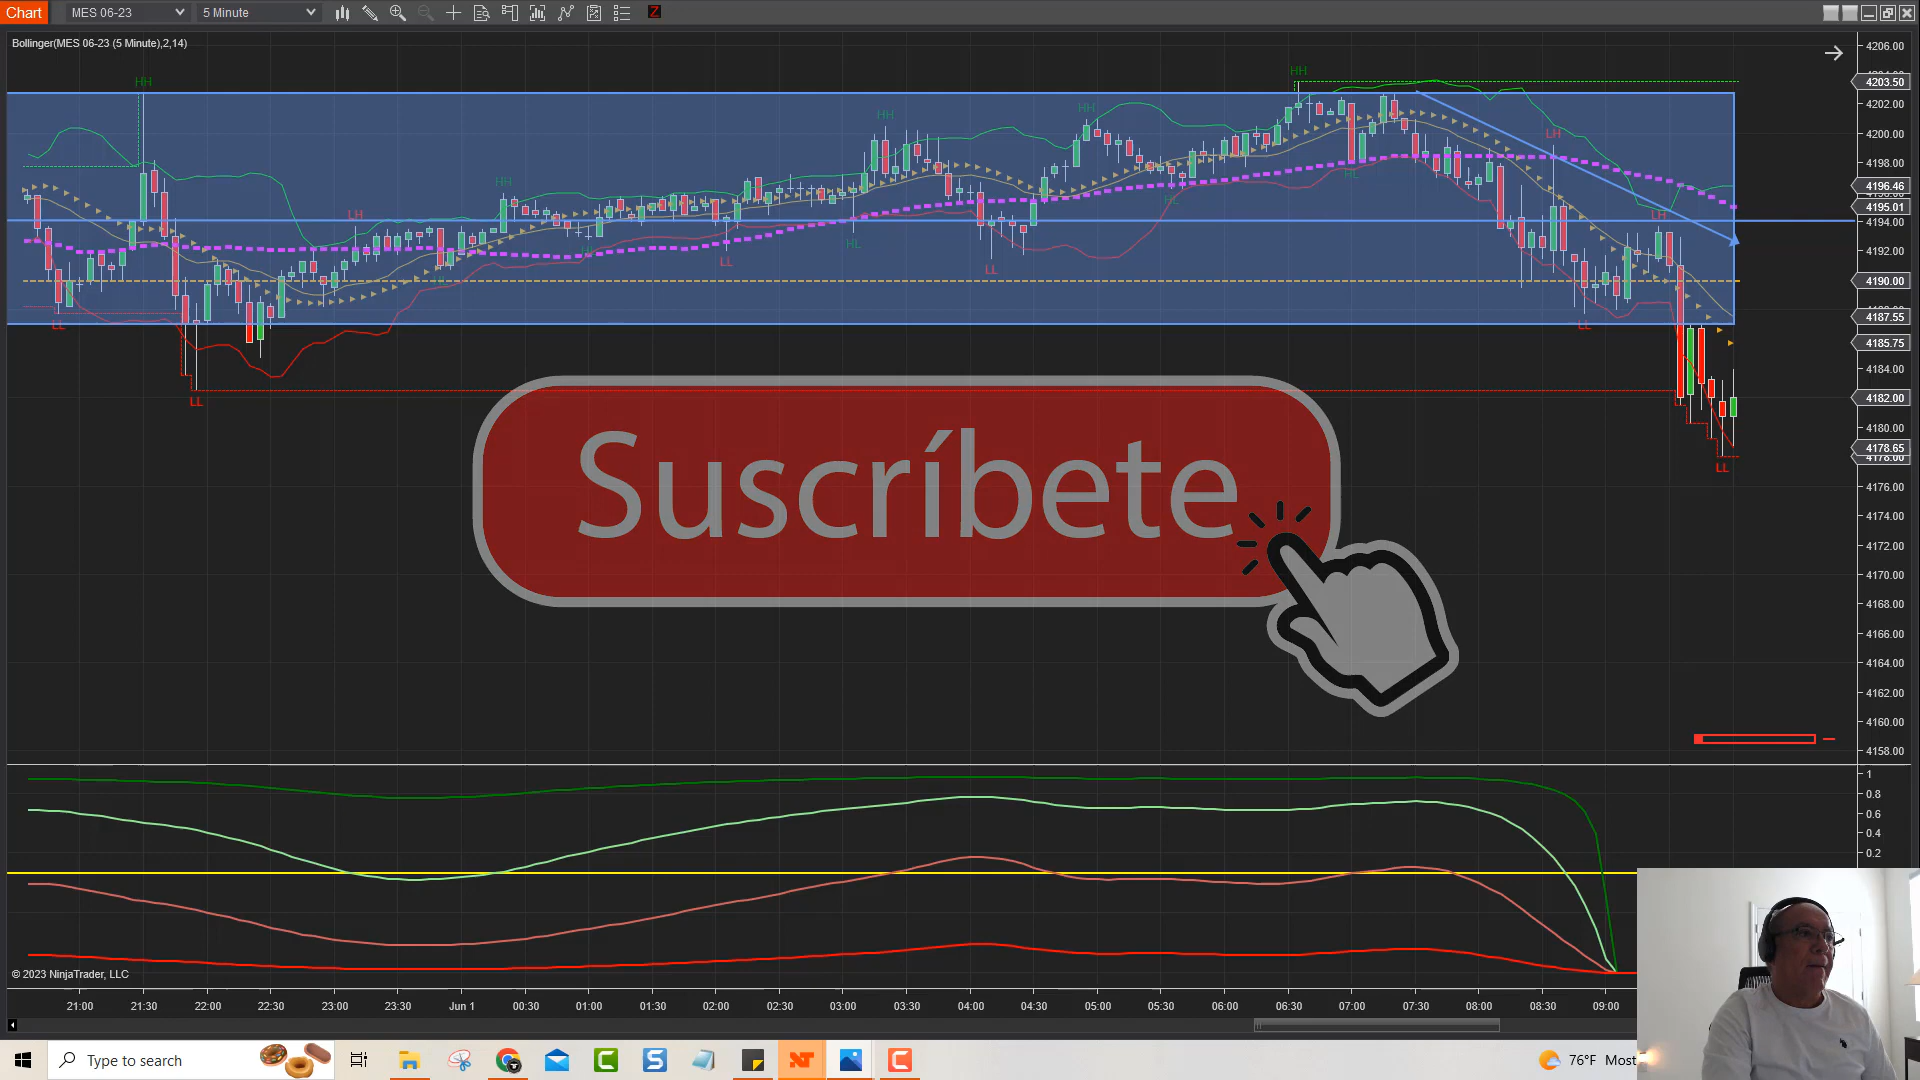 Chart MES 06-23 5 Minute Z
Bollinger(MES 06-23 (5 Minute),2,14)
4206.00
HH HH 4203.50
4202.00
HH HH
4200.00
LH
4198.00
HL
HH 4196.46
HL
4195.01
LH LH
4194.00
HL HL
4192.00
LL LL
4190.00
4187.55
LL LL
4185.75
4184.00
LL 4182.00
4180.00
4178.65
4178.00
LL
4176.00
4174.00
4172.00
4170.00
4168.00
4166.00
4164.00
4162.00
4160.00
4158.00
Suscríbete
1
0.8
0.6
0.4
0.2
© 2023 NinjaTrader, LLC
21:00 21:30 22:00 22:30 23:00 23:30 Jun 1 00:30 01:00 01:30 02:00 02:30 03:00 03:30 04:00 04:30 05:00 05:30 06:00 06:30 07:00 07:30 08:00 08:30 09:00
Type to search 76°F Most